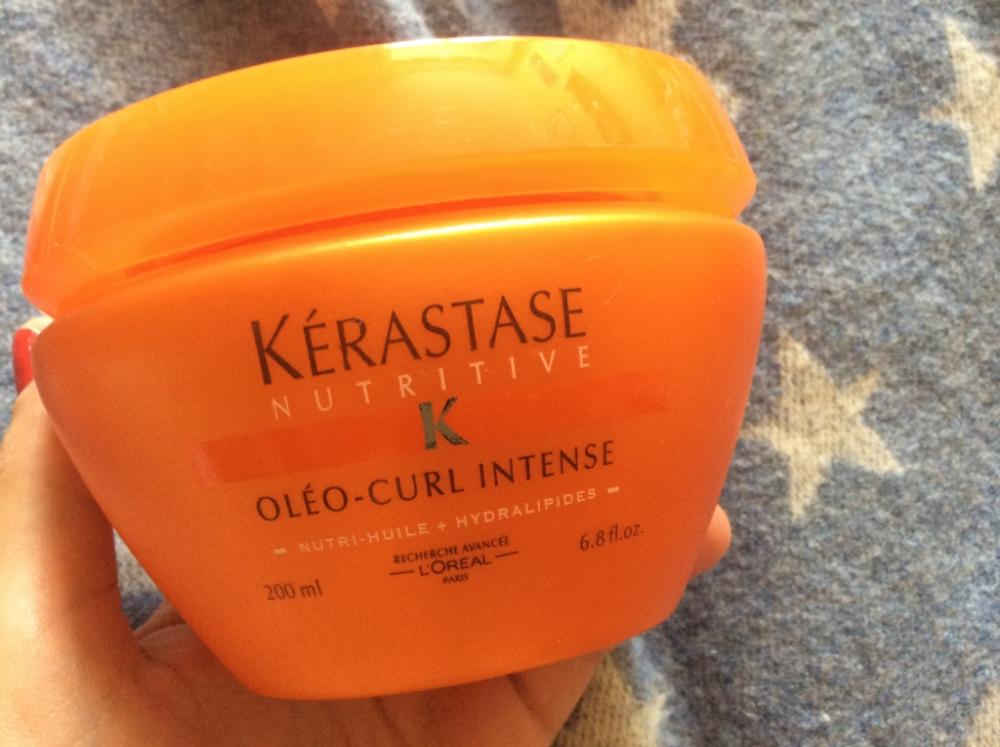 KÉRASTASE
NUTRITIVE
K
OLÉO-CURL INTENSE
NUTRI-HUILE + HYDRALIPIDES
RECHERCHE AVANCÉE
L'ORÉAL
PARIS
200 ml
6.8 fl.oz.